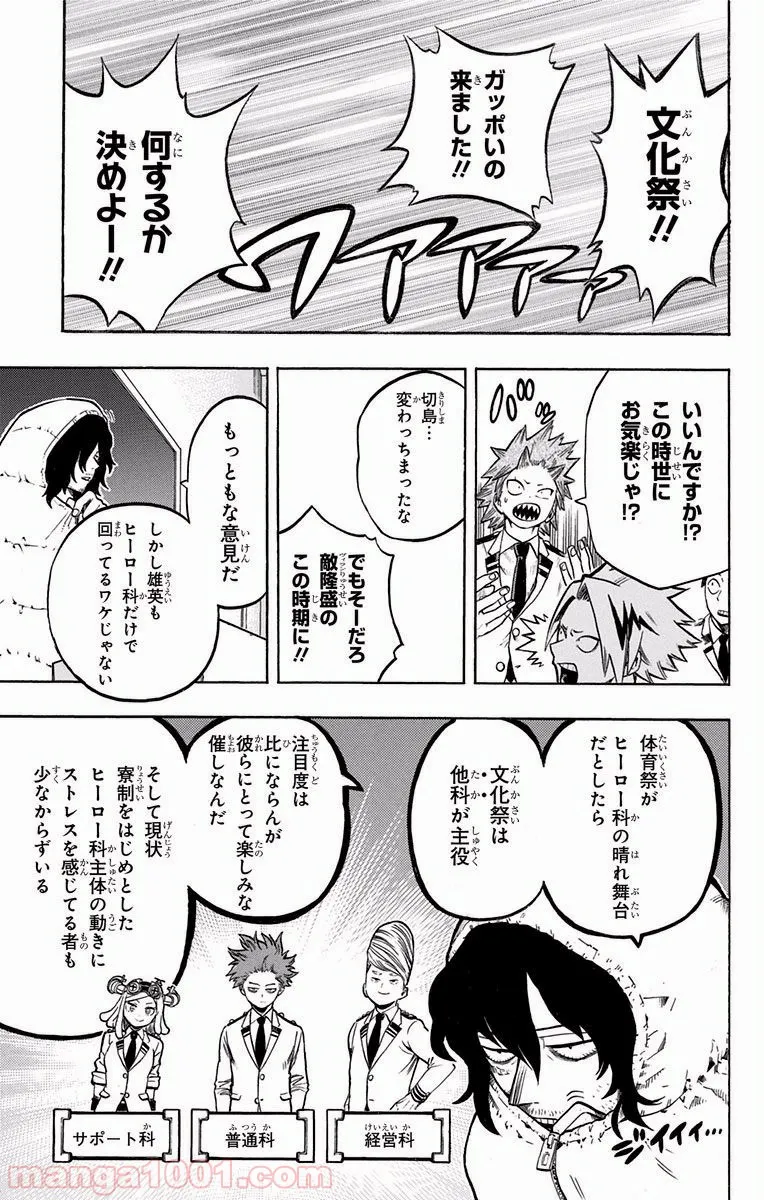 文化祭!!
ガッポいの
来ました!!
何するか
決めよー!!
ワアアアァー
いいんですか!?
この時世に
お気楽じゃ!?
切島…
変わっちまったな
でもそーだろ
敵隆盛の
この時期に!!
もっともな意見だ
しかし雄英も
ヒーロー科だけで
回ってるワケじゃない
体育祭が
ヒーロー科の晴れ舞台
だとしたら
文化祭は
他科が主役
注目度は
比にならんが
彼らにとって楽しみな
催しなんだ
そして現状
寮制をはじめとした
ヒーロー科主体の動きに
ストレスを感じてる者も
少なからずいる
経営科
普通科
サポート科
manga1001.com